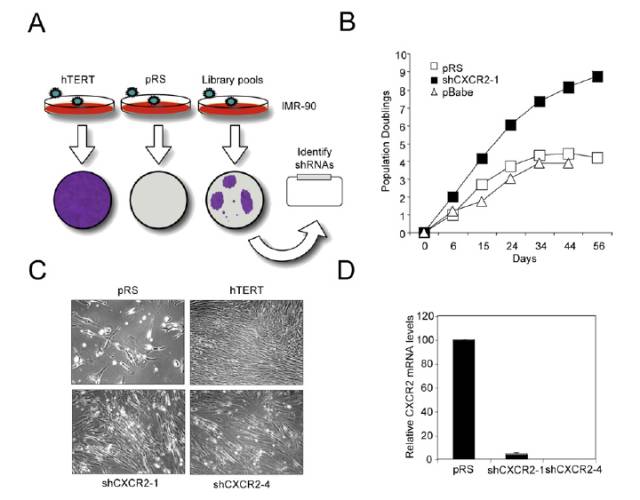 A
hTERT pRS Library pools
IMR-90
Identify
shRNAs
B
Population Doublings
10
9
8
7
6
5
4
3
2
1
0
pRS
shCXCR2-1
pBabe
0 6 15 24 34 44 56
Days
C
pRS hTERT
shCXCR2-1 shCXCR2-4
D
Relative CXCR2 mRNA levels
120
100
80
60
40
20
0
pRS shCXCR2-1 shCXCR2-4